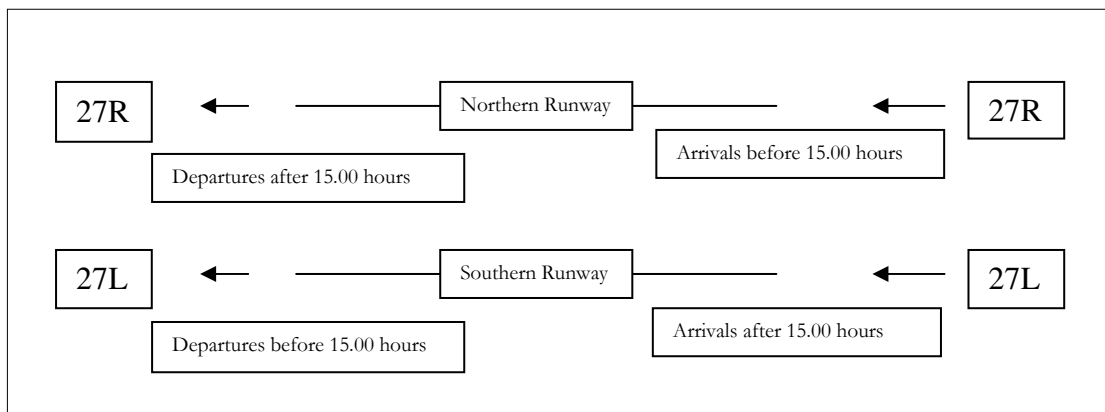 27R
Northern Runway
27R
Departures after 15.00 hours
Arrivals before 15.00 hours
27L
Southern Runway
27L
Departures before 15.00 hours
Arrivals after 15.00 hours